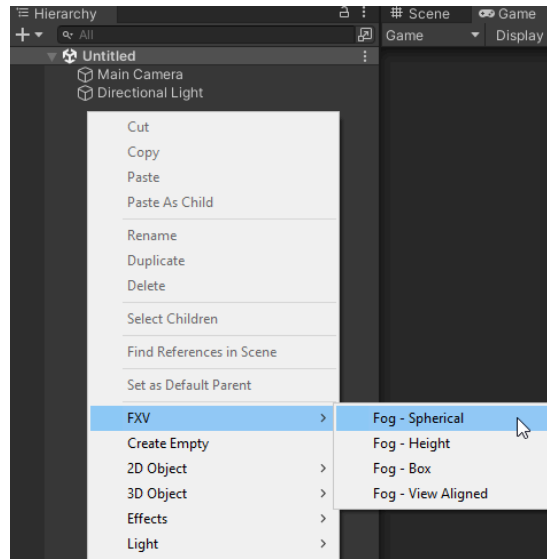 Hierarchy
# Scene
Game
All
Game
Display
Untitled
Main Camera
Directional Light
Cut
Copy
Paste
Paste As Child
Rename
Duplicate
Delete
Select Children
Find References in Scene
Set as Default Parent
FXV
Fog - Spherical
Create Empty
Fog - Height
2D Object
Fog - Box
3D Object
Fog - View Aligned
Effects
Light